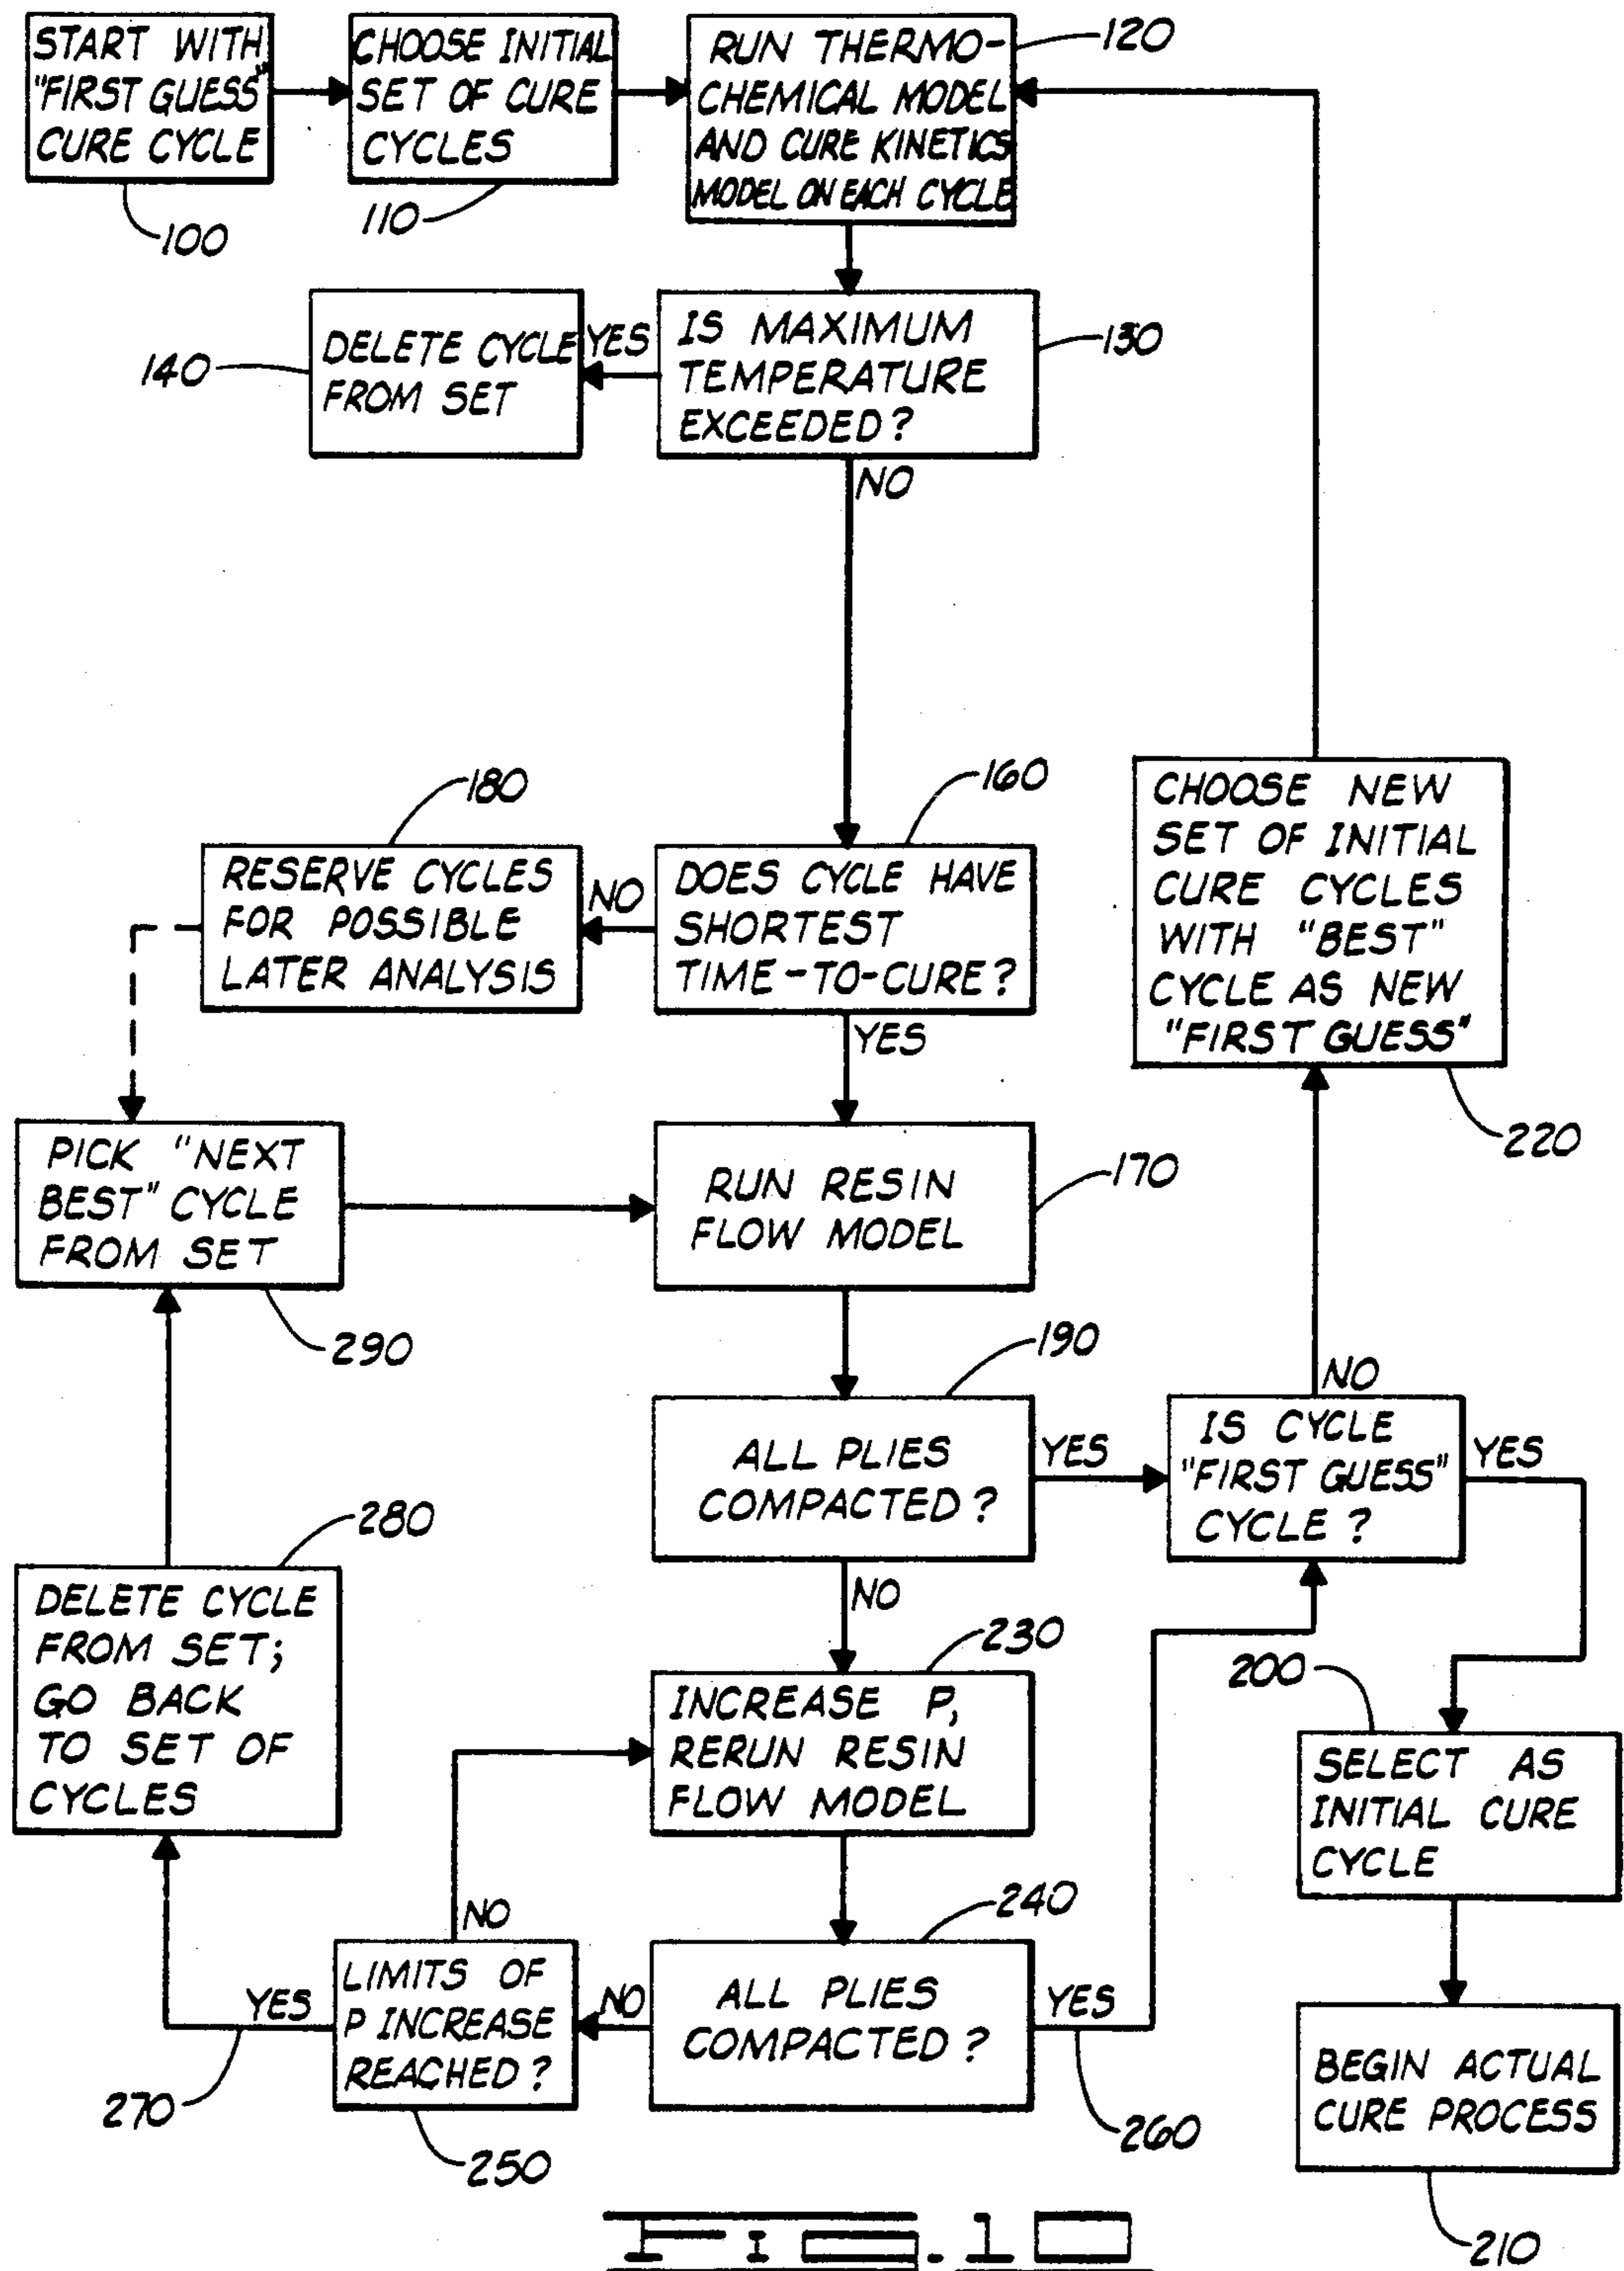 START WITH
"FIRST GUESS"
CURE CYCLE
100
CHOOSE INITIAL
SET OF CURE
CYCLES
110
RUN THERMO-
CHEMICAL MODEL
AND CURE KINETICS
MODEL ON EACH CYCLE
120
IS MAXIMUM
TEMPERATURE
EXCEEDED?
130
YES
DELETE CYCLE
FROM SET
140
NO
DOES CYCLE HAVE
SHORTEST
TIME-TO-CURE?
160
NO
RESERVE CYCLES
FOR POSSIBLE
LATER ANALYSIS
180
YES
CHOOSE NEW
SET OF INITIAL
CURE CYCLES
WITH "BEST"
CYCLE AS NEW
"FIRST GUESS"
220
PICK "NEXT
BEST" CYCLE
FROM SET
290
RUN RESIN
FLOW MODEL
170
ALL PLIES
COMPACTED?
190
YES
IS CYCLE
"FIRST GUESS"
CYCLE?
NO
YES
NO
DELETE CYCLE
FROM SET;
GO BACK
TO SET OF
CYCLES
280
INCREASE P,
RERUN RESIN
FLOW MODEL
230
SELECT AS
INITIAL CURE
CYCLE
200
NO
LIMITS OF
P INCREASE
REACHED?
250
YES
270
NO
ALL PLIES
COMPACTED?
240
YES
260
BEGIN ACTUAL
CURE PROCESS
210
FIG. 10